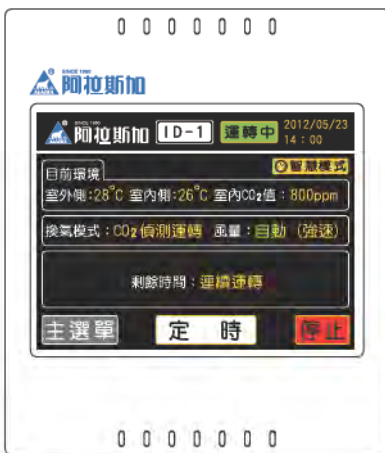 SINCE 1990
阿拉斯加
阿拉斯加 ID-1 運轉中 2012/05/23
14：00
目前環境 智慧模式
室外側:28°C 室內側:26°C 室內CO2值：800ppm
換氣模式：CO2偵測運轉 風量：自動（強速）
剩餘時間：連續運轉
主選單 定 時 停止